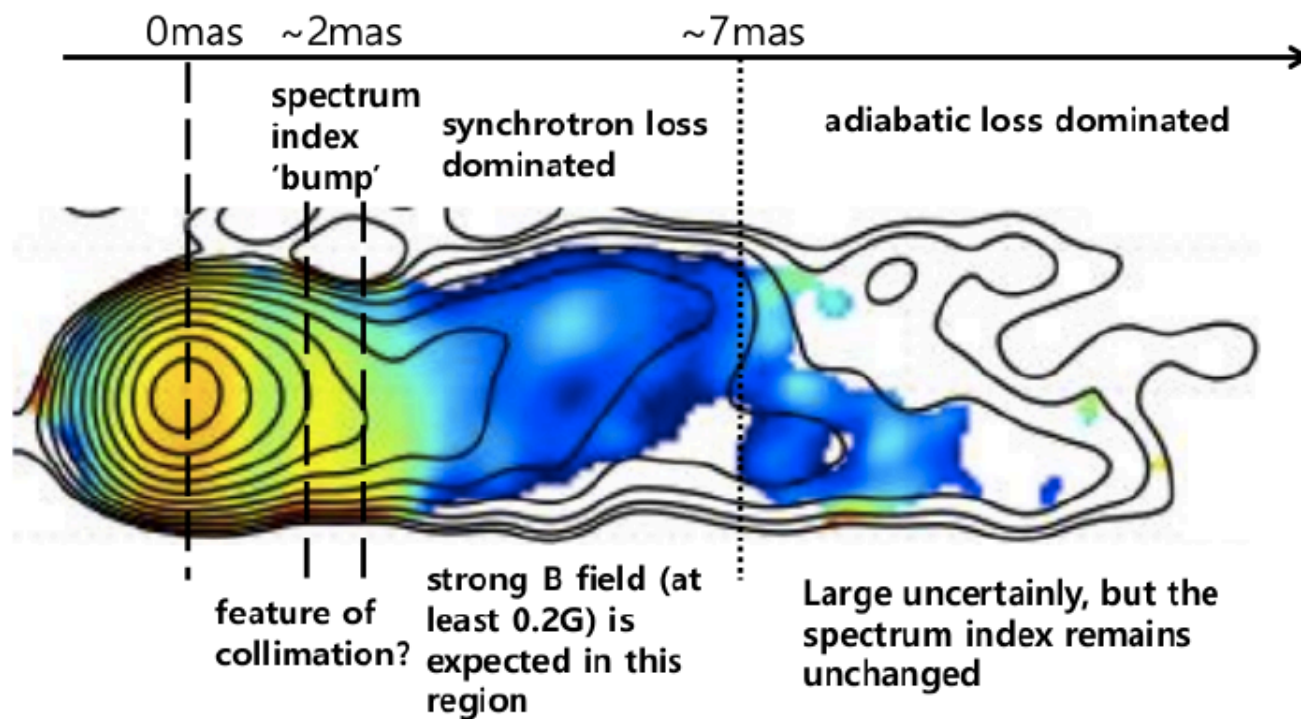 0mas ~2mas ~7mas
spectrum
index
‘bump’
synchrotron loss
dominated
adiabatic loss dominated
feature of
collimation?
strong B field (at
least 0.2G) is
expected in this
region
Large uncertainly, but the
spectrum index remains
unchanged